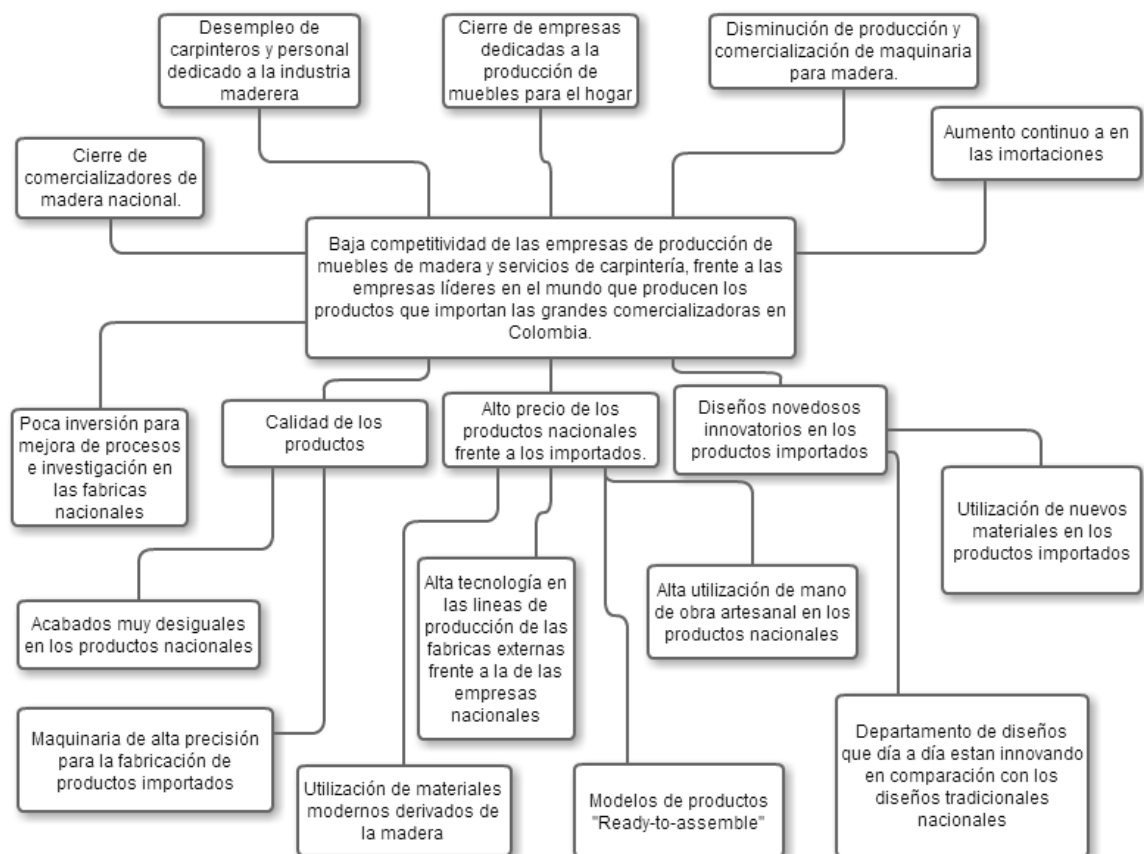 Desempleo de
carpinteros y personal
dedicado a la industria
maderera
Cierre de empresas
dedicadas a la
producción de
muebles para el hogar
Disminución de producción y
comercialización de maquinaria
para madera.
Cierre de
comercializadores de
madera nacional.
Aumento continuo a en
las imortaciones
Baja competitividad de las empresas de producción de
muebles de madera y servicios de carpintería, frente a las
empresas líderes en el mundo que producen los
productos que importan las grandes comercializadoras en
Colombia.
Poca inversión para
mejora de procesos
e investigación en
las fabricas
nacionales
Calidad de los
productos
Alto precio de los
productos nacionales
frente a los importados.
Diseños novedosos
innovatorios en los
productos importados
Utilización de nuevos
materiales en los
productos importados
Acabados muy desiguales
en los productos nacionales
Alta tecnología en
las lineas de
producción de las
fabricas externas
frente a la de las
empresas
nacionales
Alta utilización de mano
de obra artesanal en los
productos nacionales
Maquinaria de alta precisión
para la fabricación de
productos importados
Utilización de materiales
modernos derivados de
la madera
Modelos de productos
"Ready-to-assemble"
Departamento de diseños
que día a día estan innovando
en comparación con los
diseños tradicionales
nacionales